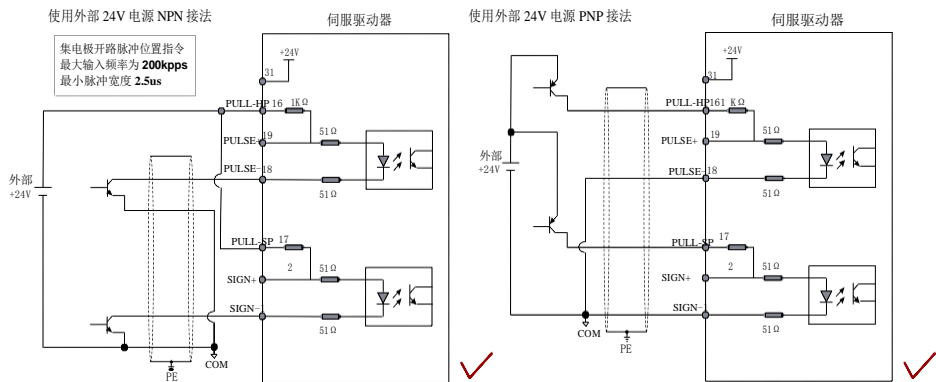 使用外部 24V 电源 NPN 接法
伺服驱动器
集电极开路脉冲位置指令
最大输入频率为 200kpps
最小脉冲宽度 2.5us
+24V
31
PULL-HP 16 1KΩ
19
PULSE+
51Ω
PULSE-18
51Ω
外部
+24V
PULL-SP 17
2
SIGN+
51Ω
SIGN-1
51Ω
COM
PE
使用外部 24V 电源 PNP 接法
伺服驱动器
+24V
31
PULL-HP161 KΩ
19
PULSE+
51Ω
PULSE-18
51Ω
外部
+24V
17
PULL-SP
2
SIGN+
51Ω
SIGN-1
51Ω
COM
PE